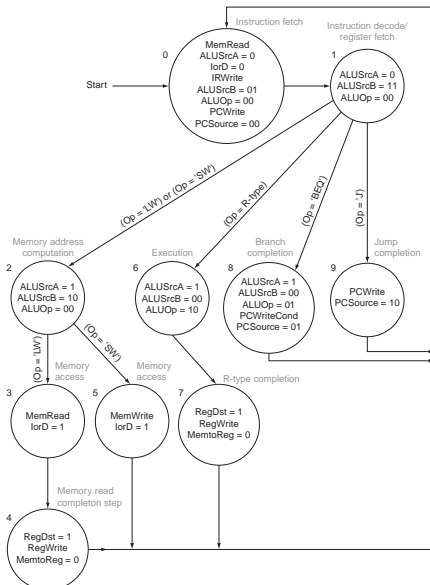 Instruction fetch
0
MemRead
ALUSrcA = 0
IorD = 0
IRWrite
ALUSrcB = 01
ALUOp = 00
PCWrite
PCSource = 00
Start
Instruction decode/
register fetch
1
ALUSrcA = 0
ALUSrcB = 11
ALUOp = 00
(Op = 'LW') or (Op = 'SW')
(Op = R-type)
(Op = 'BEQ')
(Op = 'J')
Memory address
computation
2
ALUSrcA = 1
ALUSrcB = 10
ALUOp = 00
Execution
6
ALUSrcA = 1
ALUSrcB = 00
ALUOp = 10
Branch
completion
8
ALUSrcA = 1
ALUSrcB = 00
ALUOp = 01
PCWriteCond
PCSource = 01
Jump
completion
9
PCWrite
PCSource = 10
(Op = 'LW')
(Op = 'SW')
Memory
access
3
MemRead
IorD = 1
Memory
access
5
MemWrite
IorD = 1
R-type completion
7
RegDst = 1
RegWrite
MemtoReg = 0
Memory read
completon step
4
RegDst = 1
RegWrite
MemtoReg = 0